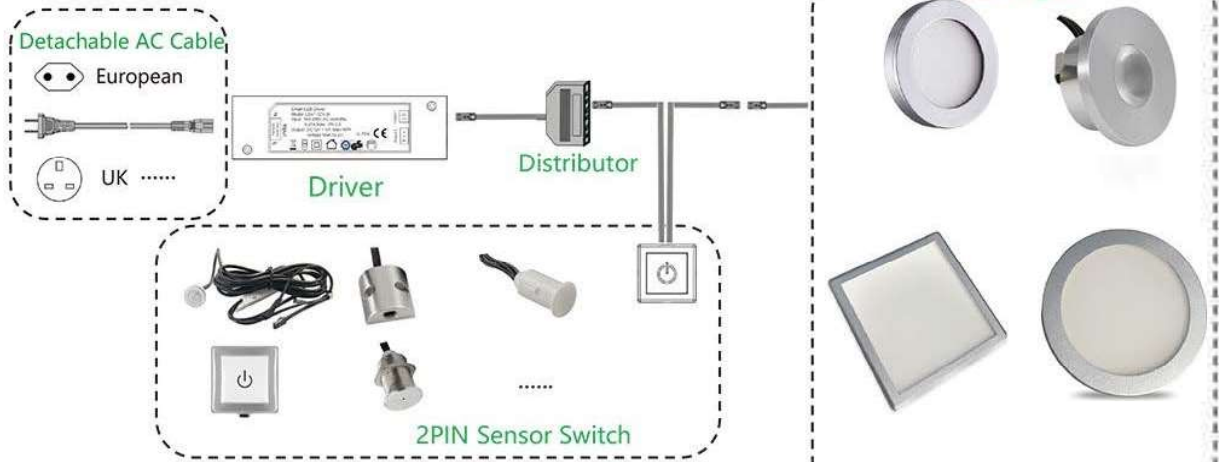 Detachable AC Cable
European
UK ......
Driver
Distributor
......
2PIN Sensor Switch